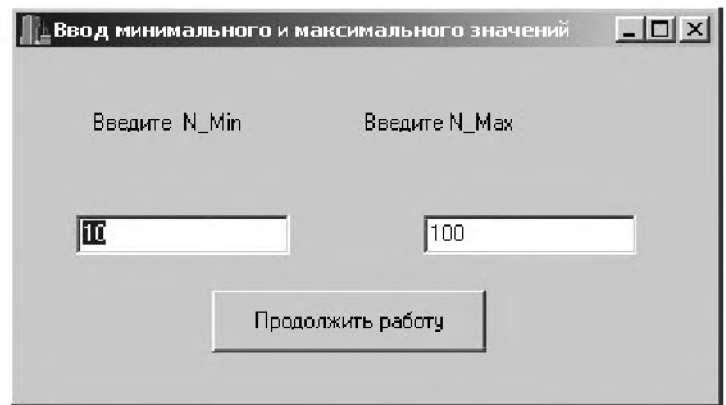 Ввод минимального и максимального значений
Введите N_Min Введите N_Max
10 100
Продолжить работу